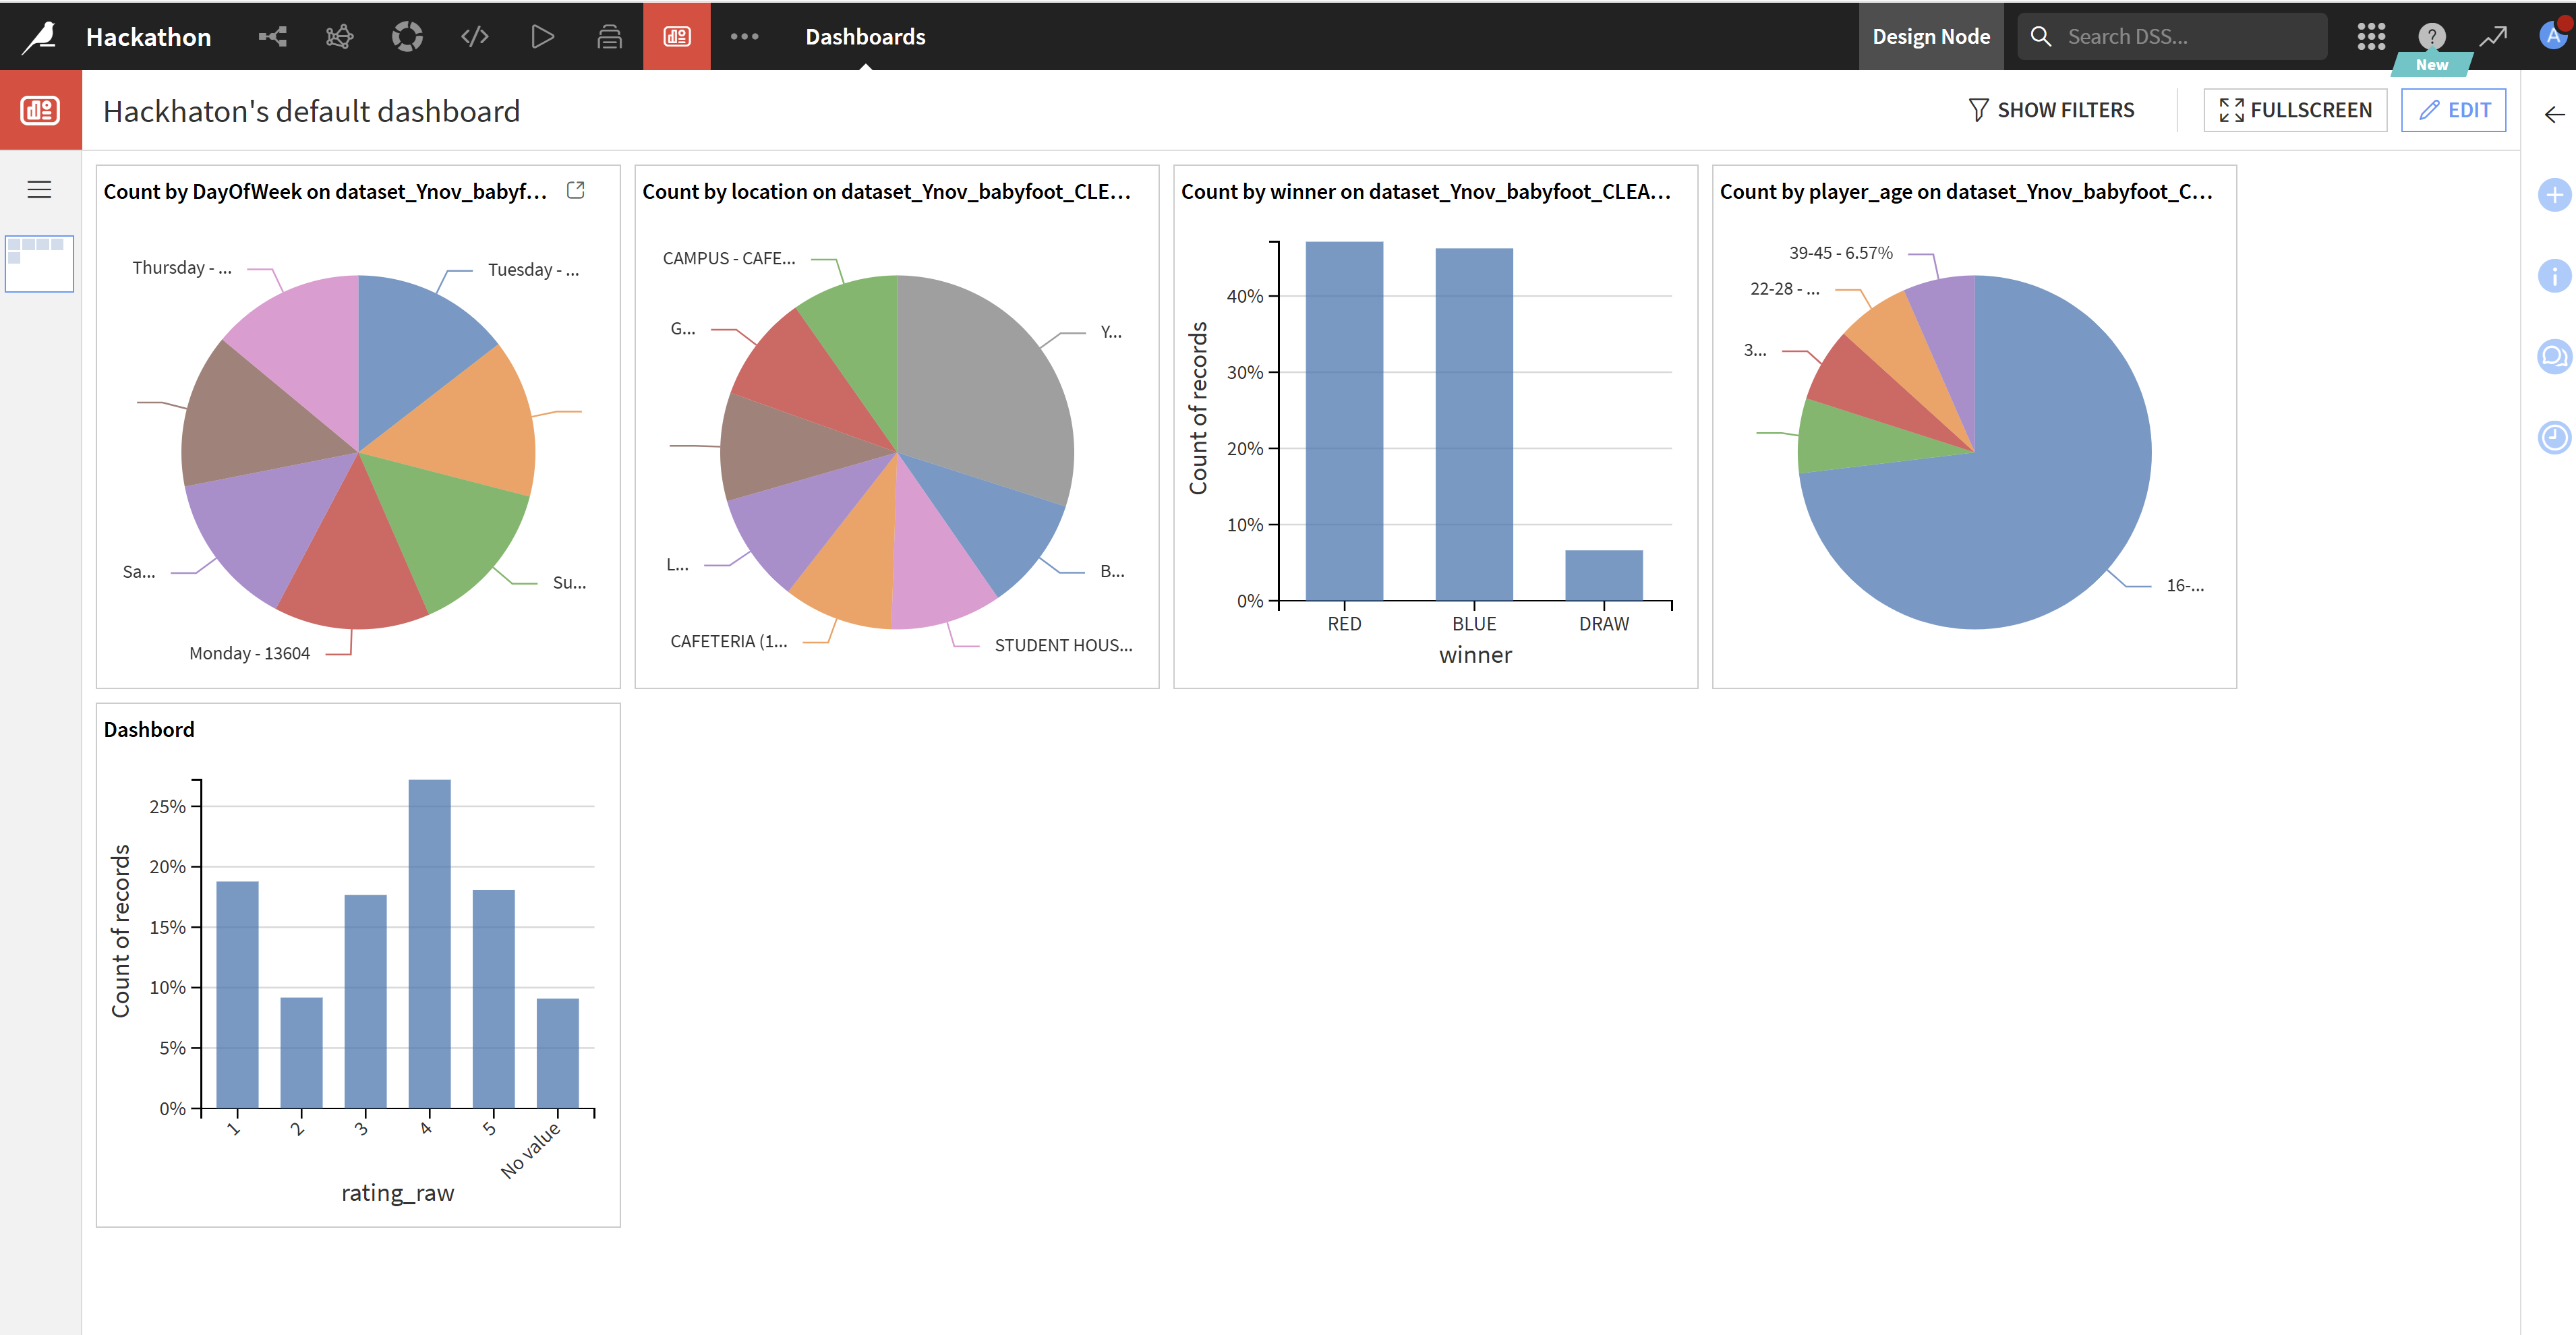 Hackathon
Dashboards
Design Node
Search DSS...
?
New
A
Hackhaton's default dashboard
SHOW FILTERS
FULLSCREEN
EDIT
Count by DayOfWeek on dataset_Ynov_babyf...
Thursday - ...
Tuesday - ...
Sa...
Su...
Monday - 13604
Count by location on dataset_Ynov_babyfoot_CLE...
CAMPUS - CAFE...
G...
Y...
L...
B...
CAFETERIA (1...
STUDENT HOUS...
Count by winner on dataset_Ynov_babyfoot_CLEA...
Count of records
40%
30%
20%
10%
0%
RED
BLUE
DRAW
winner
Count by player_age on dataset_Ynov_babyfoot_C...
39-45 - 6.57%
22-28 - ...
3...
16-...
Dashbord
Count of records
25%
20%
15%
10%
5%
0%
1
2
3
4
5
No value
rating_raw